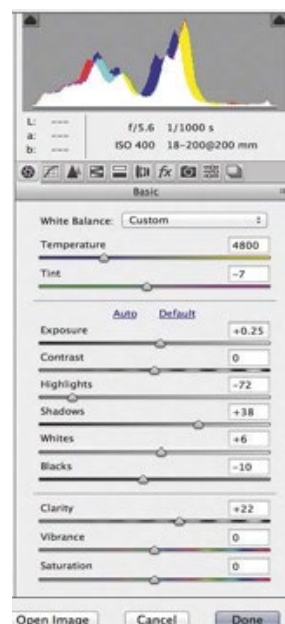 L: ---
a: ---
b: ---
f/5.6 1/1000 s
ISO 400 18-200@200 mm
fx
Basic
White Balance: Custom
Temperature 4800
Tint -7
Auto Default
Exposure +0.25
Contrast 0
Highlights -72
Shadows +38
Whites +6
Blacks -10
Clarity +22
Vibrance 0
Saturation 0
Open Image Cancel Done